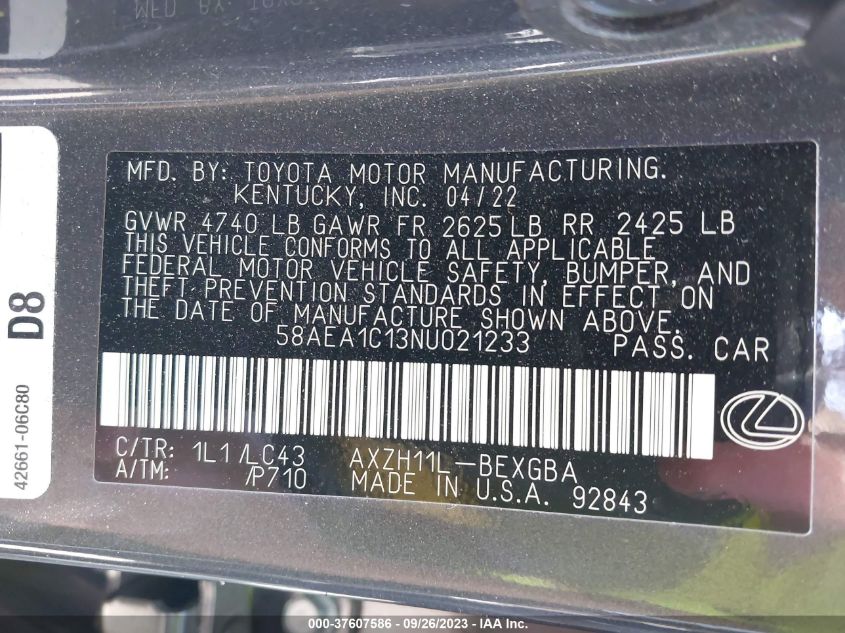 MFD. BY: TOYOTA MOTOR MANUFACTURING.
KENTUCKY, INC. 04/22
GVWR 4740 LB GAWR FR 2625 LB RR 2425 LB
THIS VEHICLE CONFORMS TO ALL APPLICABLE
FEDERAL MOTOR VEHICLE SAFETY, BUMPER, AND
THEFT PREVENTION STANDARDS IN EFFECT ON
THE DATE OF MANUFACTURE SHOWN ABOVE.
58AEA1C13NU021233 PASS. CAR
C/TR: 1L1/LC43 AXZH11L-BEXGBA
A/TM: /P710 MADE IN U.S.A. 92843
D8
42661-06C80
000-37607586 - 09/26/2023 - Copyright 2023 IAA, Inc.